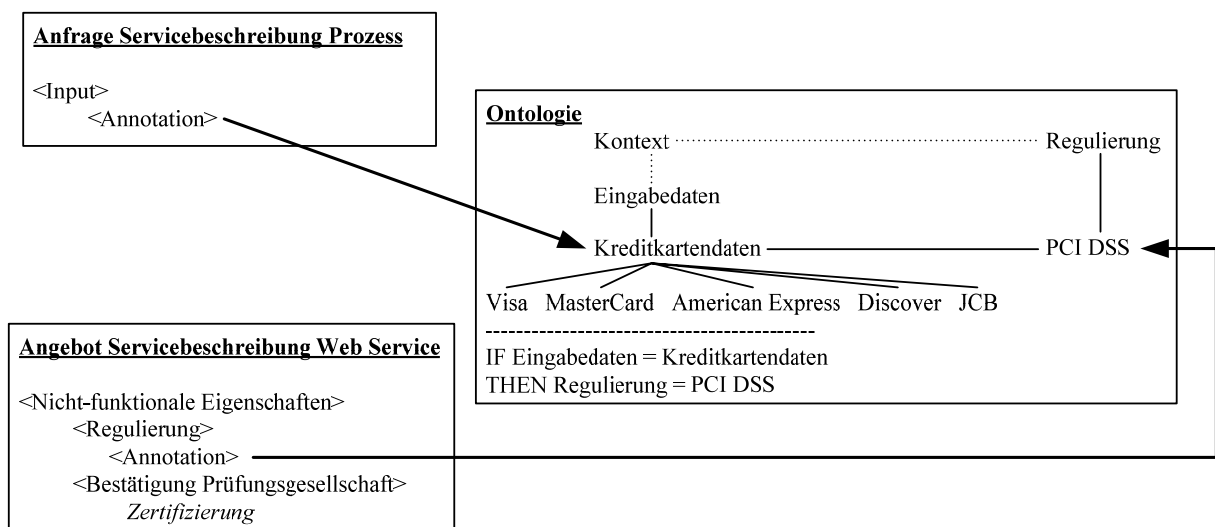 Anfrage Servicebeschreibung Prozess
<Input>
<Annotation>
Ontologie
Kontext Regulierung
Eingabedaten
Kreditkartendaten PCI DSS
Visa MasterCard American Express Discover JCB
IF Eingabedaten = Kreditkartendaten
THEN Regulierung = PCI DSS
Angebot Servicebeschreibung Web Service
<Nicht-funktionale Eigenschaften>
<Regulierung>
<Annotation>
<Bestätigung Prüfungsgesellschaft>
Zertifizierung